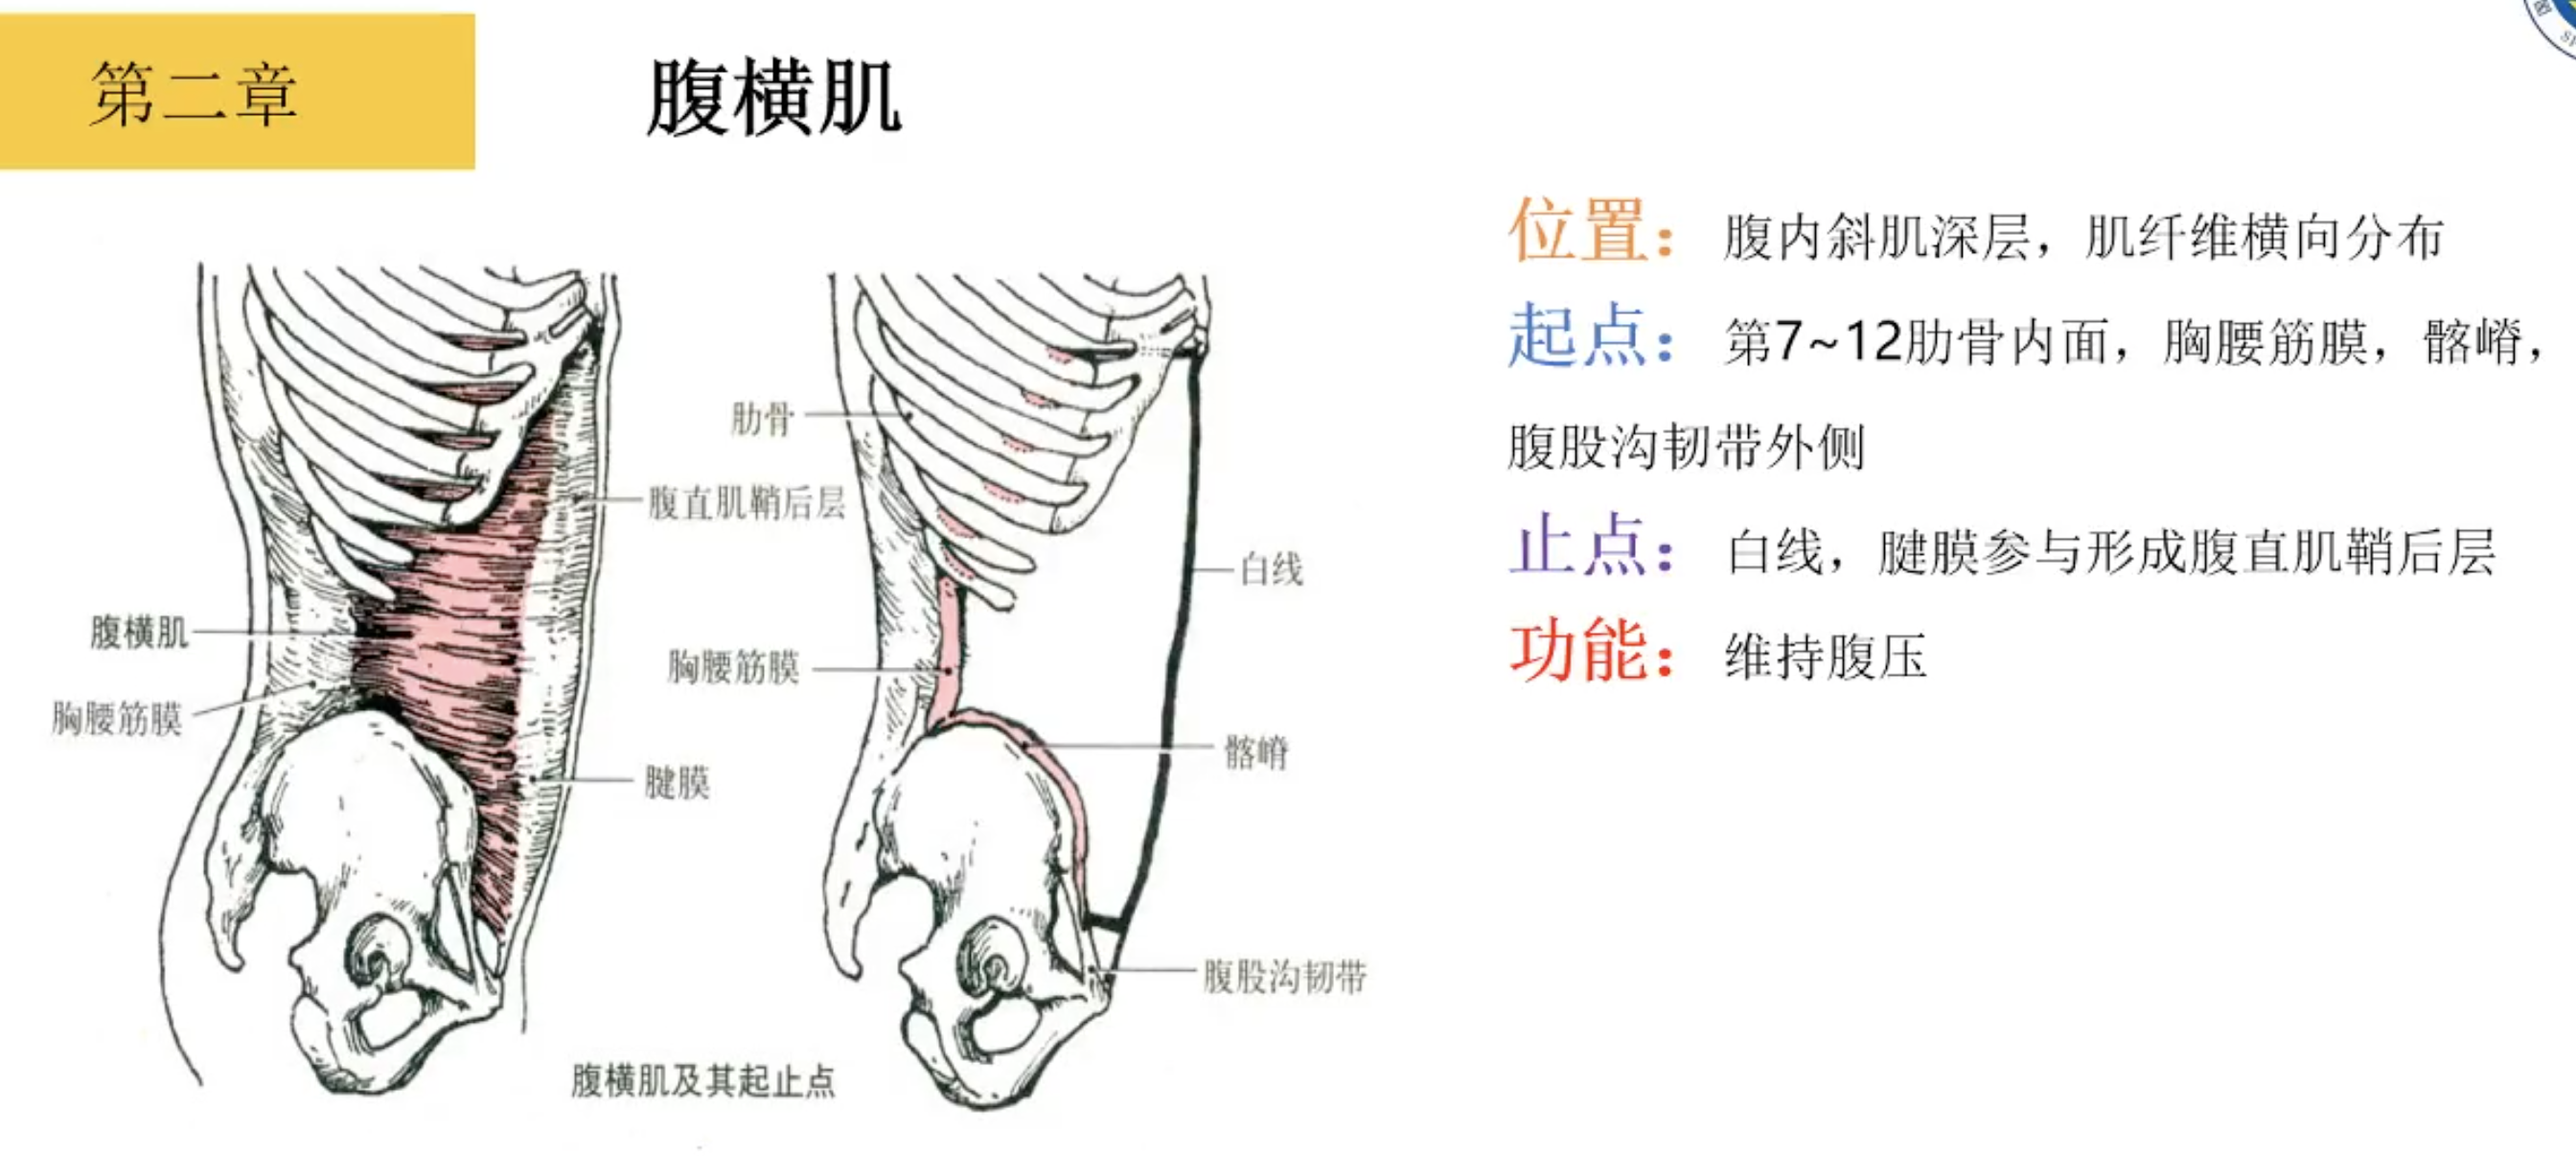 第二章
腹横肌
位置：腹内斜肌深层，肌纤维横向分布
起点：第7~12肋骨内面，胸腰筋膜，髂嵴，
腹股沟韧带外侧
止点：白线，腱膜参与形成腹直肌鞘后层
功能：维持腹压
肋骨
腹直肌鞘后层
白线
腹横肌
胸腰筋膜
胸腰筋膜
髂嵴
腱膜
腹股沟韧带
腹横肌及其起止点